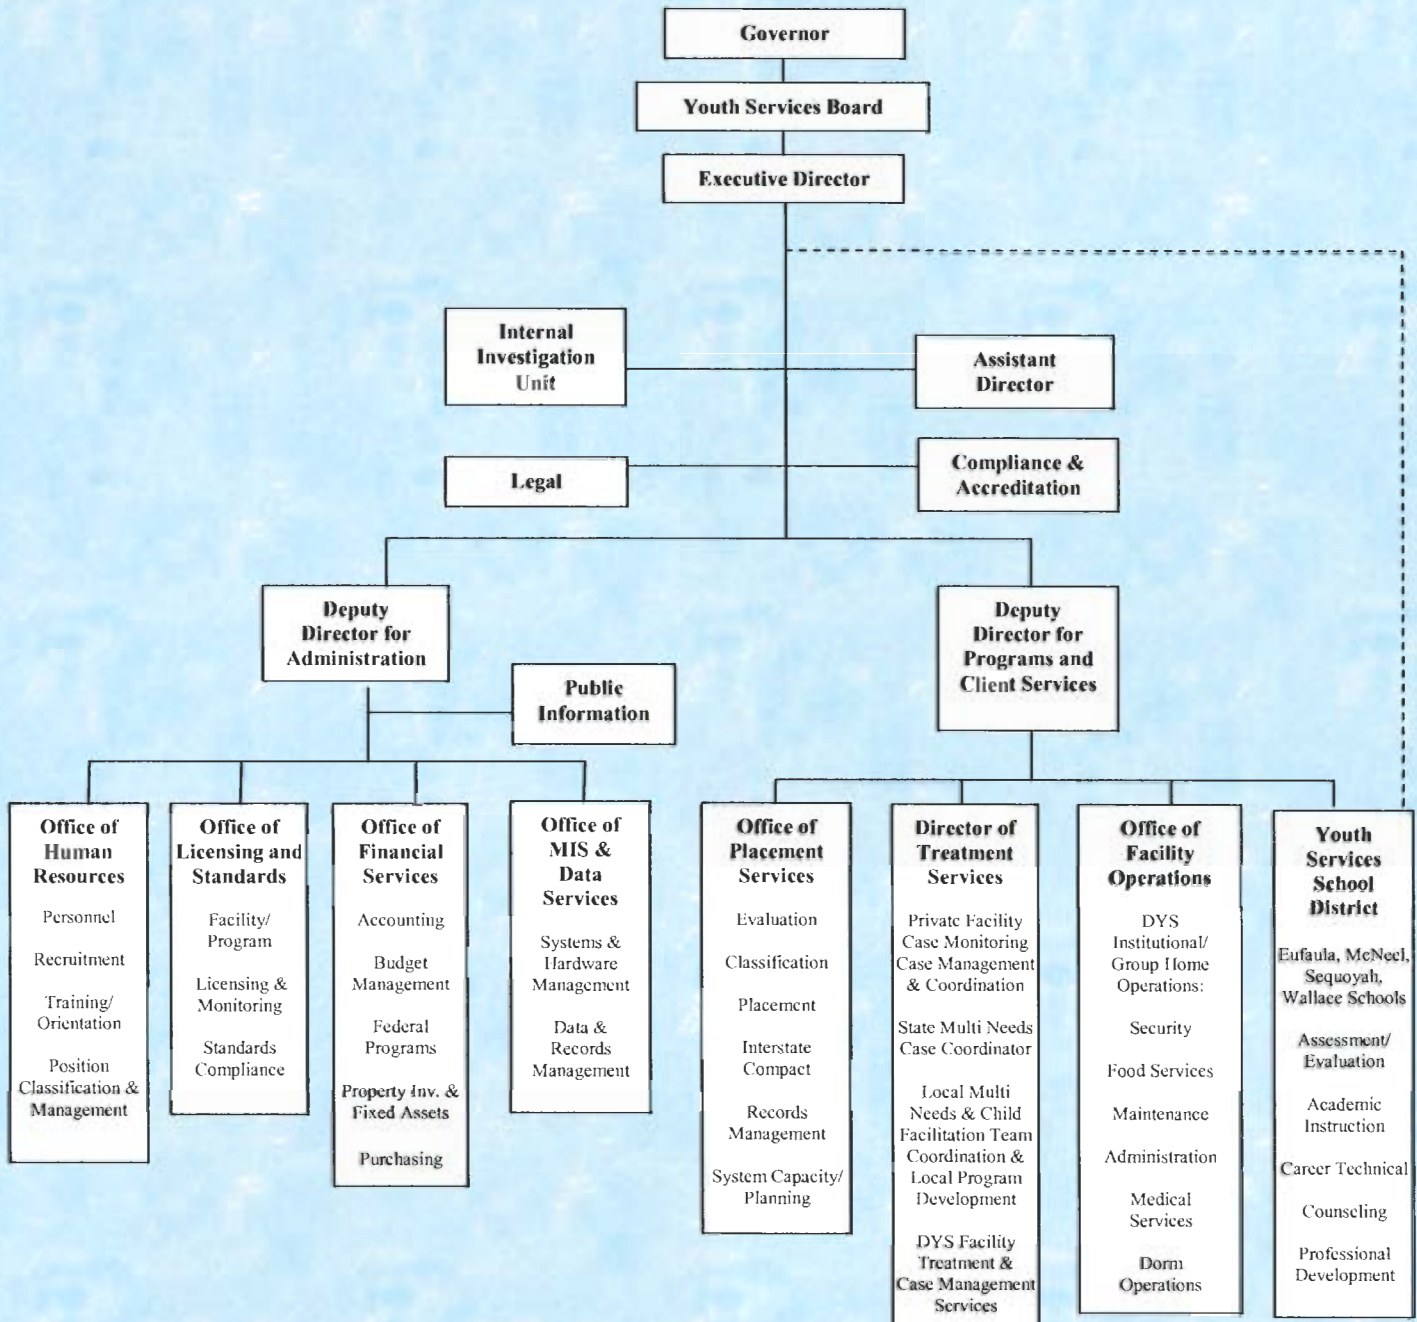 Governor
Youth Services Board
Executive Director
Internal
Investigation
Unit
Assistant
Director
Legal
Compliance &
Accreditation
Deputy
Director for
Administration
Deputy
Director for
Programs and
Client Services
Public
Information
Office of
Human
Resources
Personnel
Recruitment
Training/
Orientation
Position
Classification &
Management
Office of
Licensing and
Standards
Facility/
Program
Licensing &
Monitoring
Standards
Compliance
Office of
Financial
Services
Accounting
Budget
Management
Federal
Programs
Property Inv. &
Fixed Assets
Purchasing
Office of
MIS &
Data
Services
Systems &
Hardware
Management
Data &
Records
Management
Office of
Placement
Services
Evaluation
Classification
Placement
Interstate
Compact
Records
Management
System Capacity/
Planning
Director of
Treatment
Services
Private Facility
Case Monitoring
Case Management
& Coordination
State Multi Needs
Case Coordinator
Local Multi
Needs & Child
Facilitation Team
Coordination &
Local Program
Development
DYS Facility
Treatment &
Case Management
Services
Office of
Facility
Operations
DYS
Institutional/
Group Home
Operations:
Security
Food Services
Maintenance
Administration
Medical
Services
Dorm
Operations
Youth
Services
School
District
Eufaula, McNeel,
Sequoyah,
Wallace Schools
Assessment/
Evaluation
Academic
Instruction
Career Technical
Counseling
Professional
Development